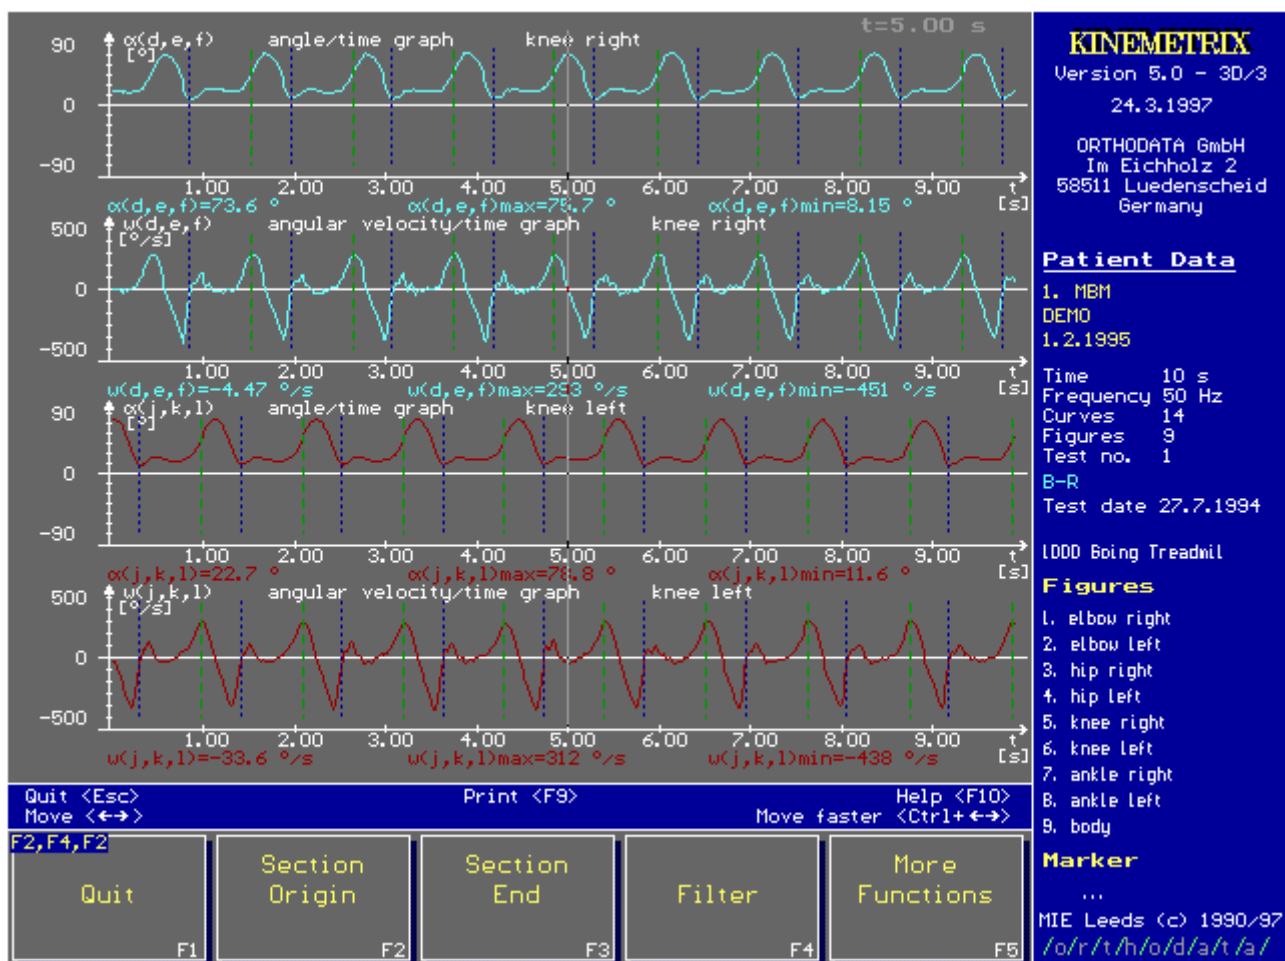 t=5.00 s
90 α(d,e,f) angle/time graph knee right
[°]
0
-90
1.00 2.00 3.00 4.00 5.00 6.00 7.00 8.00 9.00 t
α(d,e,f)=73.6 ° α(d,e,f)max=75.7 ° α(d,e,f)min=8.15 ° [s]
500 w(d,e,f) angular velocity/time graph knee right
[°/s]
0
-500
1.00 2.00 3.00 4.00 5.00 6.00 7.00 8.00 9.00 t
w(d,e,f)=-4.47 °/s w(d,e,f)max=293 °/s w(d,e,f)min=-451 °/s [s]
90 α(j,k,l) angle/time graph knee left
[°]
0
-90
1.00 2.00 3.00 4.00 5.00 6.00 7.00 8.00 9.00 t
α(j,k,l)=22.7 ° α(j,k,l)max=78.8 ° α(j,k,l)min=11.6 ° [s]
500 w(j,k,l) angular velocity/time graph knee left
[°/s]
0
-500
1.00 2.00 3.00 4.00 5.00 6.00 7.00 8.00 9.00 t
w(j,k,l)=-33.6 °/s w(j,k,l)max=312 °/s w(j,k,l)min=-438 °/s [s]
Quit <Esc> Print <F9> Help <F10>
Move <←→> Move faster <Ctrl+←→>
F2,F4,F2
Quit
F1
Section
Origin
F2
Section
End
F3
Filter
F4
More
Functions
F5
KINEMETRIX
Version 5.0 - 3D/3
24.3.1997
ORTHODATA GmbH
Im Eichholz 2
58511 Luedenscheid
Germany
Patient Data
1. MBM
DEMO
1.2.1995
Time 10 s
Frequency 50 Hz
Curves 14
Figures 9
Test no. 1
B-R
Test date 27.7.1994
lDDD Going Treadmil
Figures
1. elbow right
2. elbow left
3. hip right
4. hip left
5. knee right
6. knee left
7. ankle right
8. ankle left
9. body
Marker
...
MIE Leeds (c) 1990/97
/o/r/t/h/o/d/a/t/a/